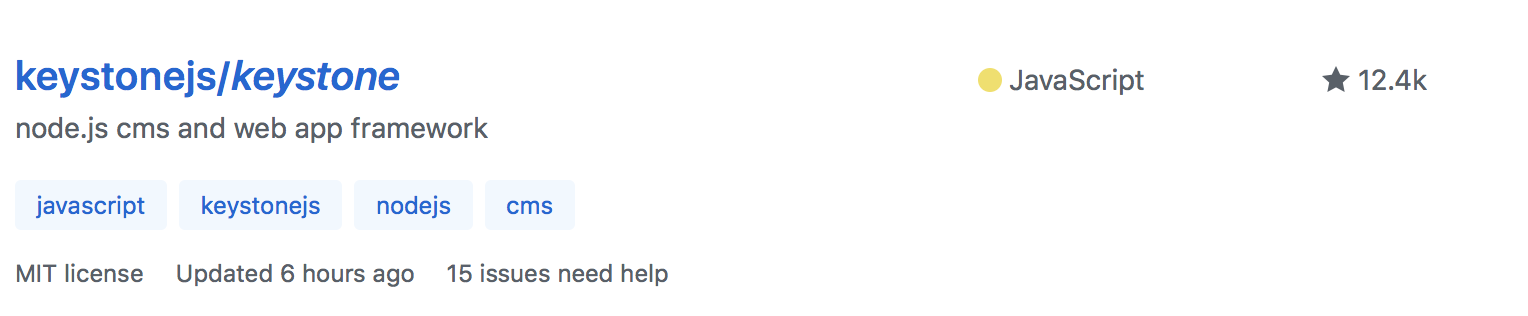 keystonejs/keystone JavaScript 12.4k
node.js cms and web app framework
javascript keystonejs nodejs cms
MIT license Updated 6 hours ago 15 issues need help